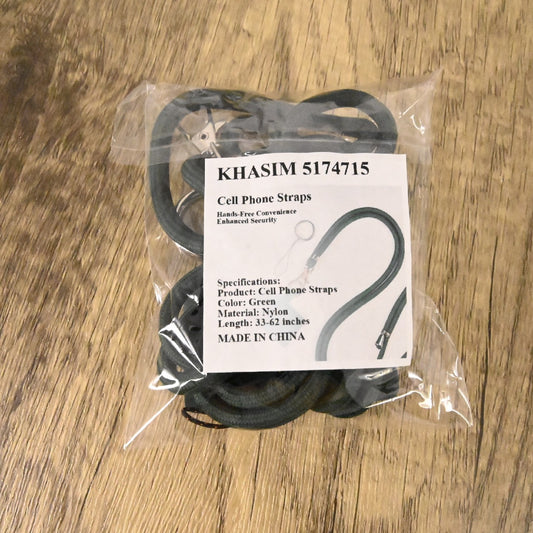 KHASIM 5174715
Cell Phone Straps
Hands-Free Convenience
Enhanced Security
Specifications:
Product: Cell Phone Straps
Color: Green
Material: Nylon
Length: 33-62 inches
MADE IN CHINA